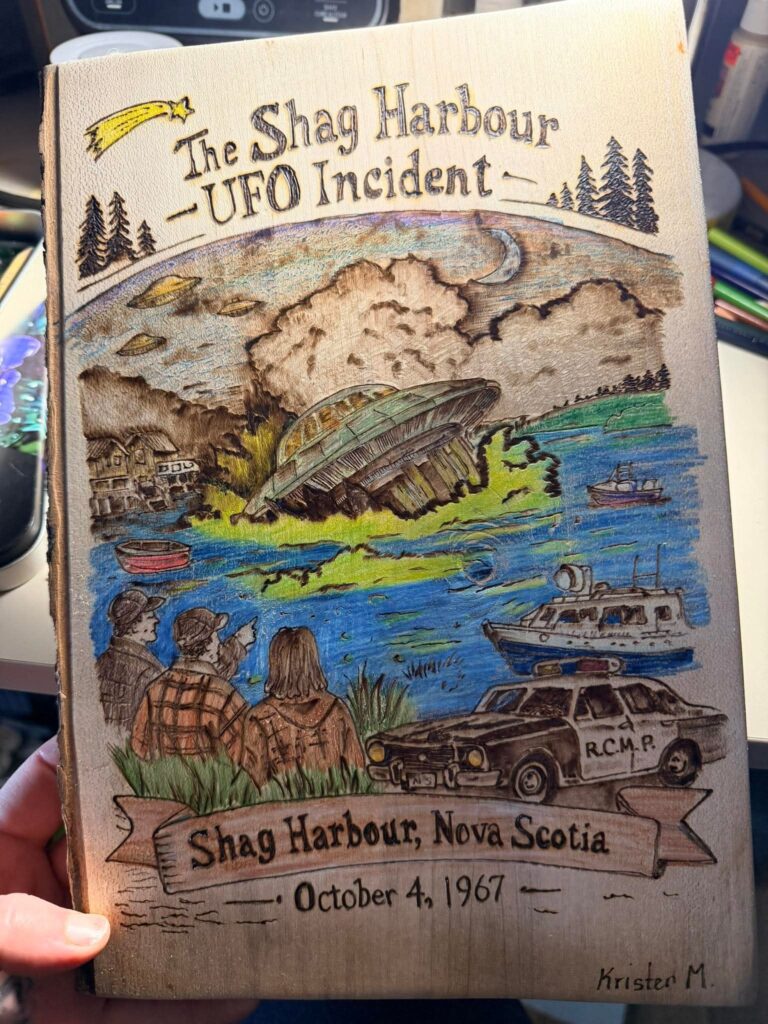 The Shag Harbour
-UFO Incident-
R.C.M.P.
Shag Harbour, Nova Scotia
- October 4, 1967 -
Kristen M.